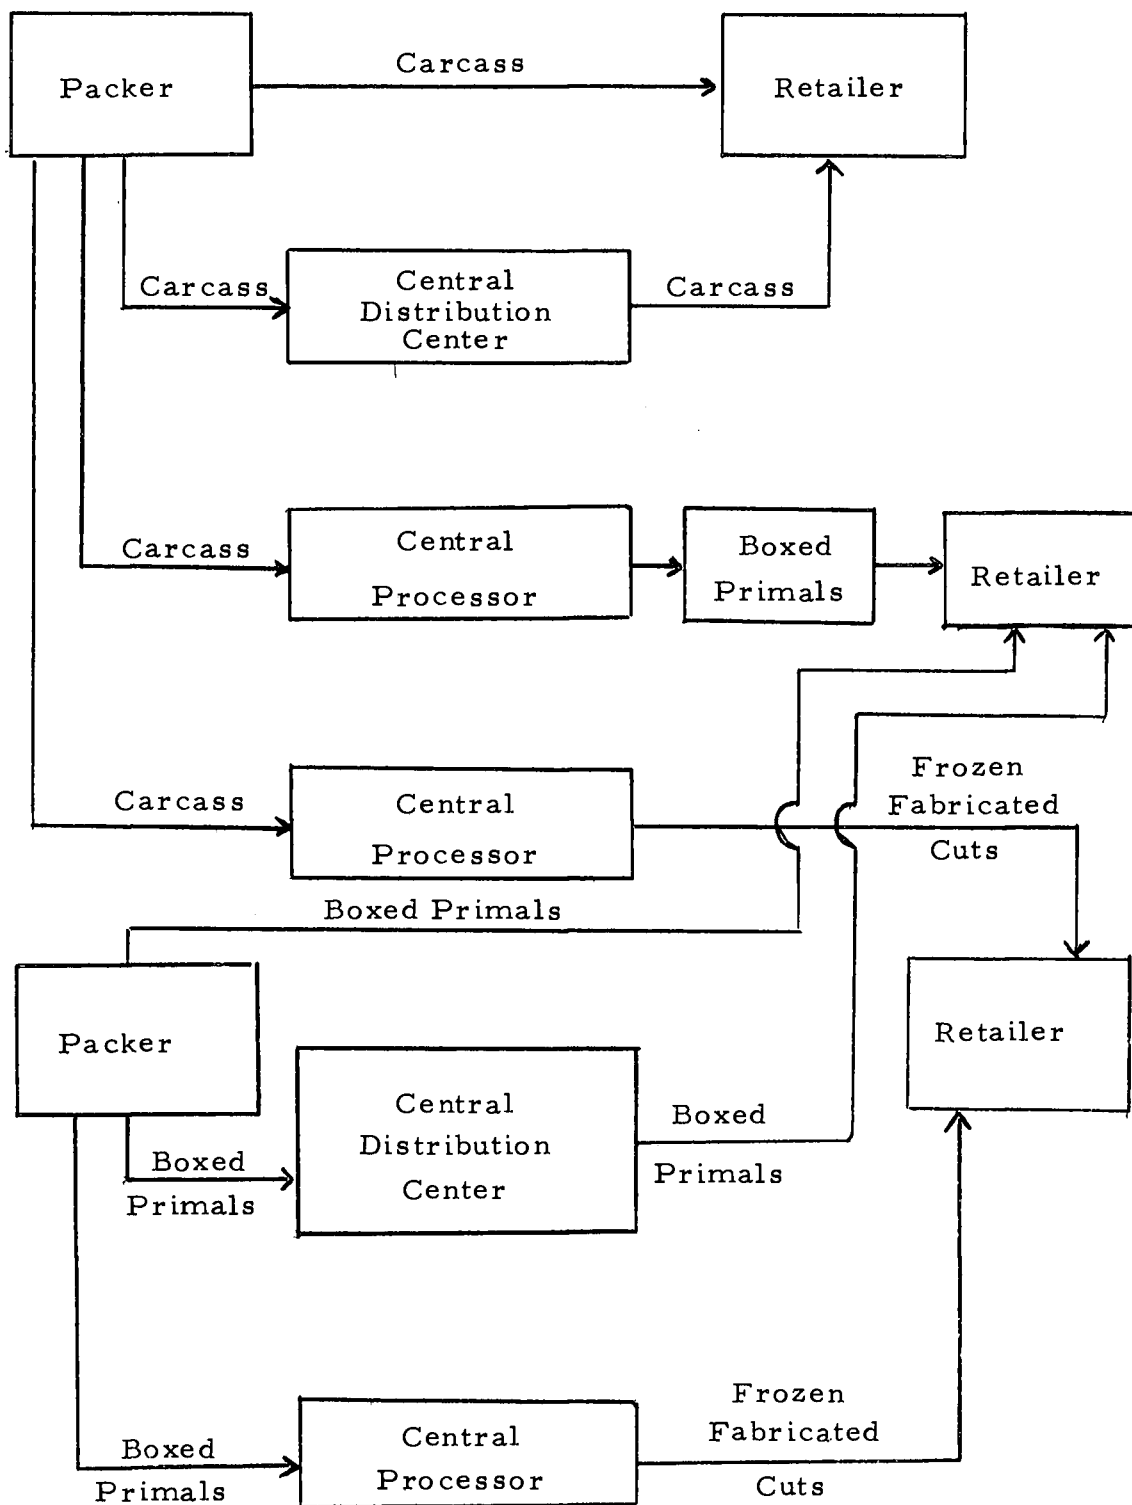 Carcass
Packer
Retailer
Carcass
Central
Distribution
Center
Carcass
Carcass
Central
Processor
Boxed
Primals
Retailer
Carcass
Central
Processor
Frozen
Fabricated
Cuts
Boxed Primals
Packer
Retailer
Central
Distribution
Center
Boxed
Primals
Boxed
Primals
Boxed
Primals
Central
Processor
Frozen
Fabricated
Cuts